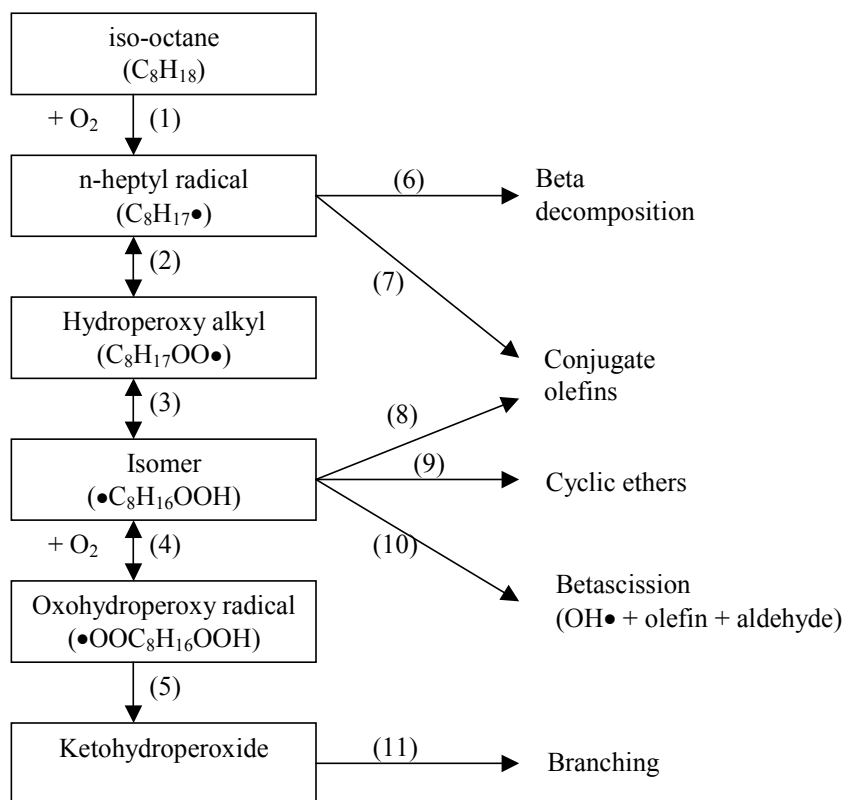 iso-octane
(C₈H₁₈)
+ O₂ (1)
n-heptyl radical
(C₈H₁₇●)
(6)
Beta
decomposition
(2)
(7)
Hydroperoxy alkyl
(C₈H₁₇OO●)
Conjugate
olefins
(3)
(8)
Isomer
(●C₈H₁₆OOH)
(9)
Cyclic ethers
+ O₂ (4)
(10)
Oxohydroperoxy radical
(●OOC₈H₁₆OOH)
Betascission
(OH● + olefin + aldehyde)
(5)
Ketohydroperoxide
(11)
Branching